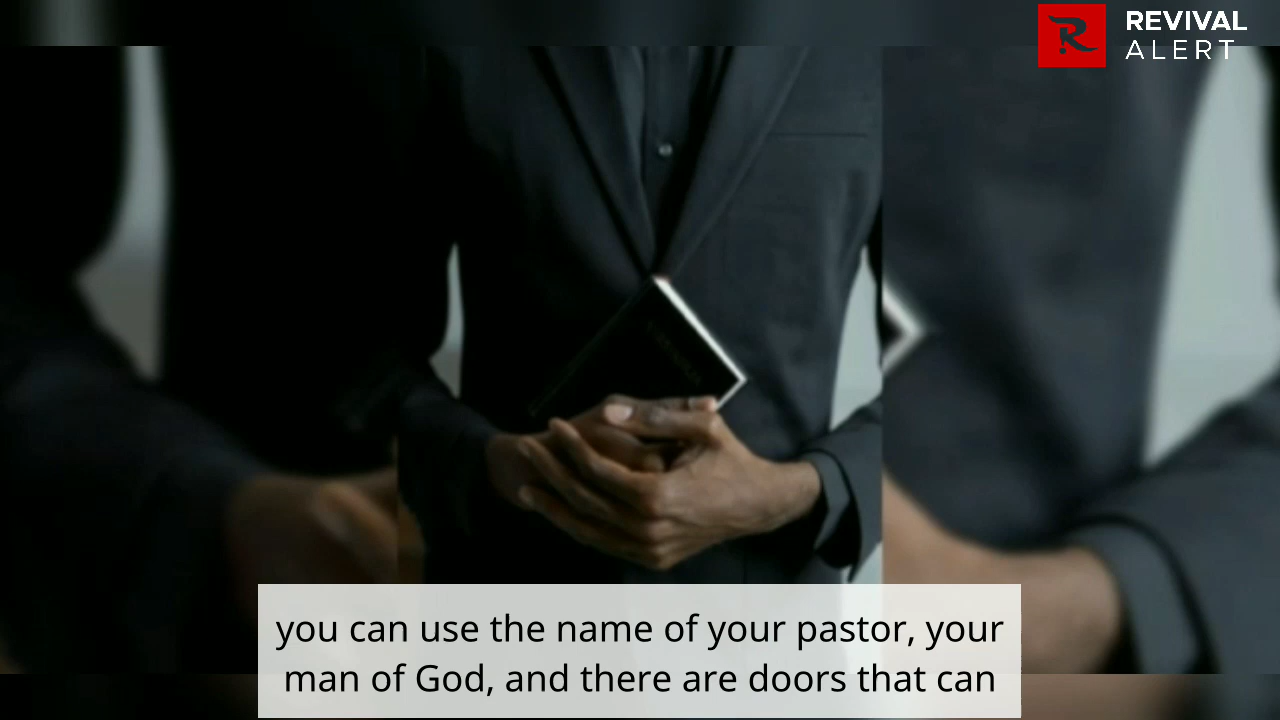 REVIVAL
ALERT
you can use the name of your pastor, your
man of God, and there are doors that can